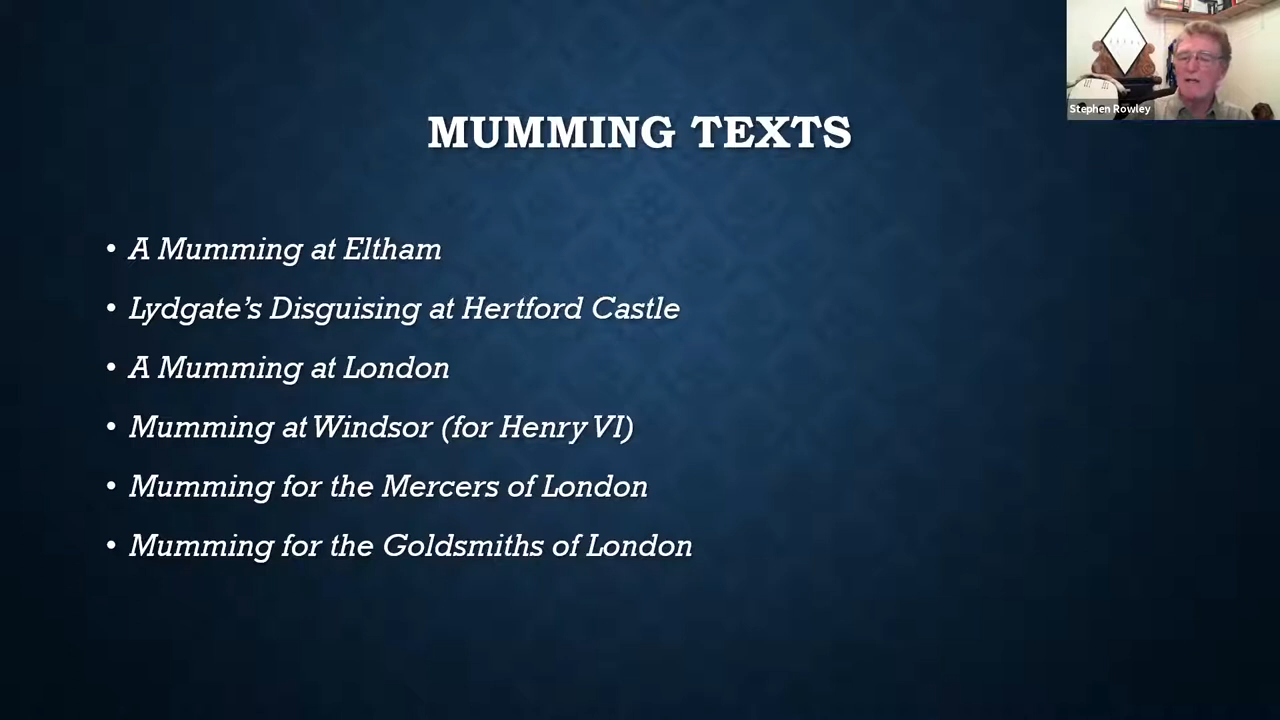 Stephen Rowley
MUMMING TEXTS
• A Mumming at Eltham
• Lydgate’s Disguising at Hertford Castle
• A Mumming at London
• Mumming at Windsor (for Henry VI)
• Mumming for the Mercers of London
• Mumming for the Goldsmiths of London